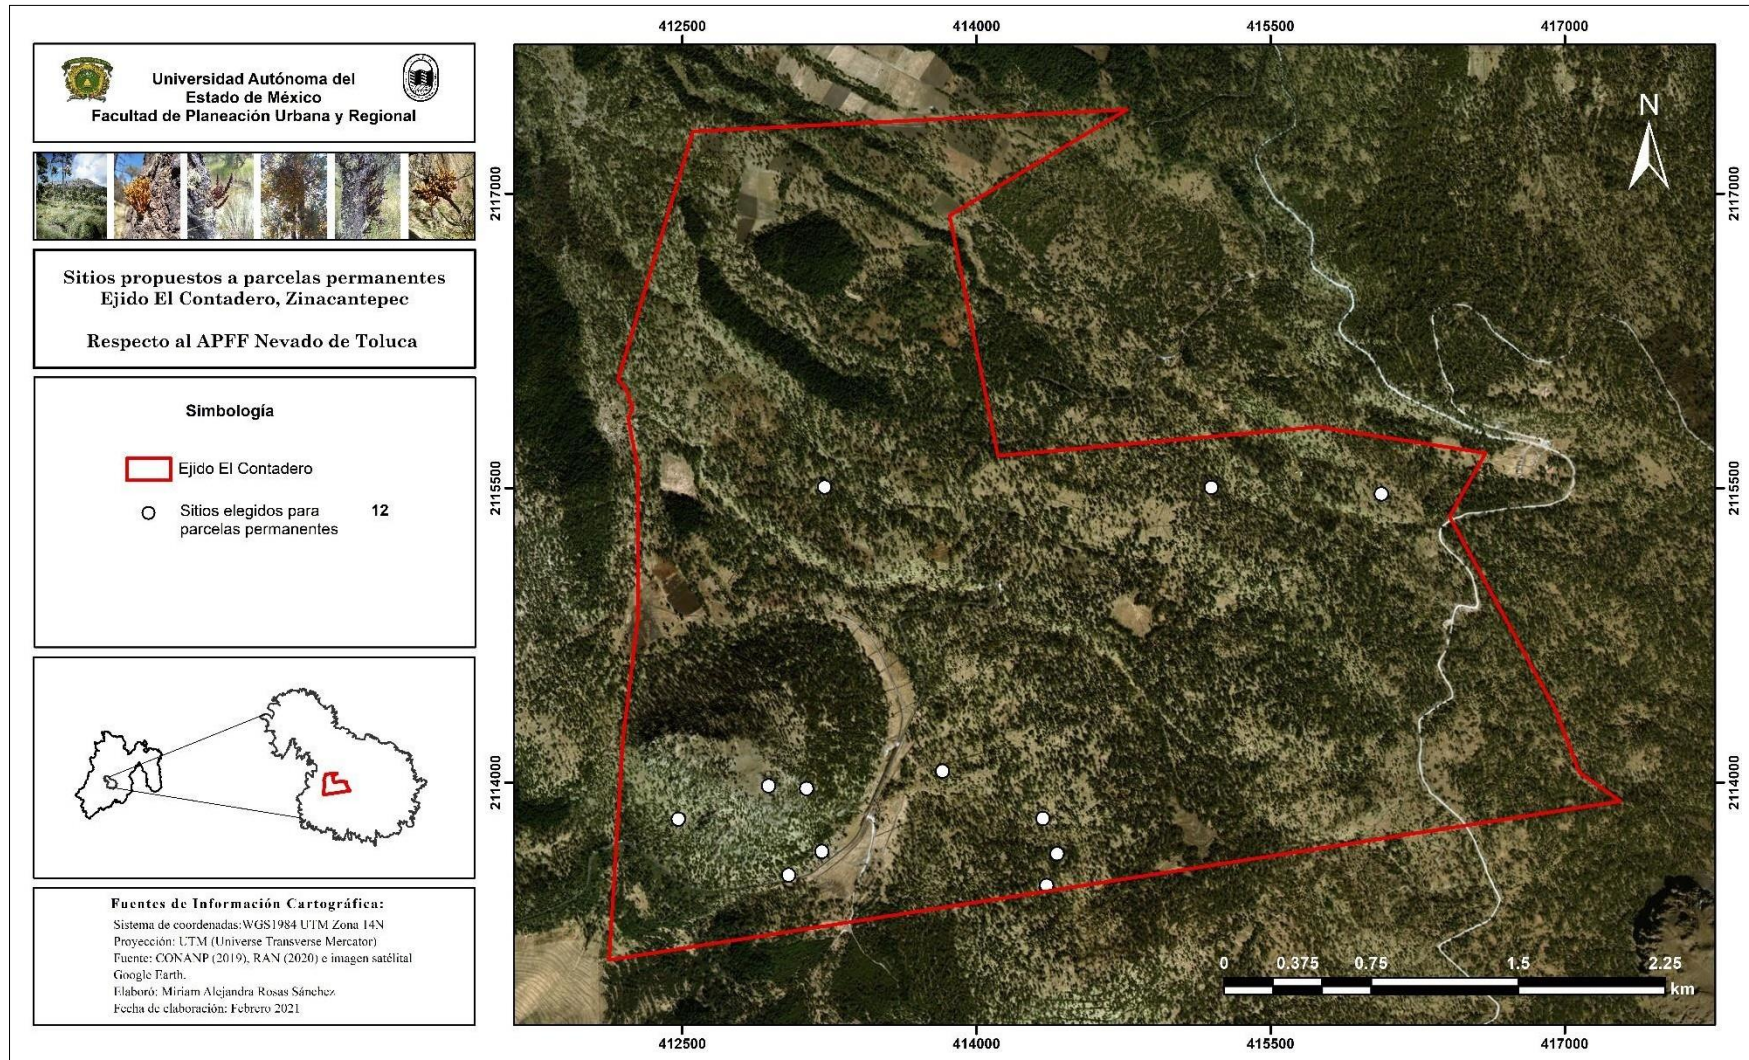 Universidad Autónoma del
Estado de México
Facultad de Planeación Urbana y Regional
Sitios propuestos a parcelas permanentes
Ejido El Contadero, Zinacantepec
Respecto al APFF Nevado de Toluca
Simbología
Ejido El Contadero
Sitios elegidos para 12
parcelas permanentes
Fuentes de Información Cartográfica:
Sistema de coordenadas:WGS1984 UTM Zona 14N
Proyección: UTM (Universe Transverse Mercator)
Fuente: CONANP (2019), RAN (2020) e imagen satélital
Google Earth.
Elaboró: Miriam Alejandra Rosas Sánchez
Fecha de elaboración: Febrero 2021
412500 414000 415500 417000
N
2117000 2117000
2115500 2115500
2114000 2114000
0 0.375 0.75 1.5 2.25
km
412500 414000 415500 417000